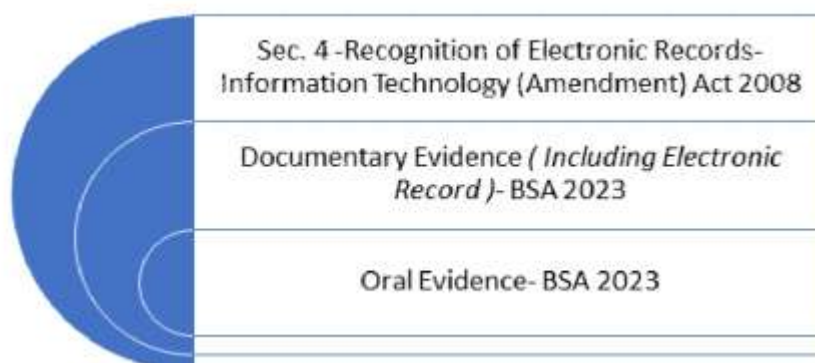 Sec. 4 -Recognition of Electronic Records-
Information Technology (Amendment) Act 2008
Documentary Evidence ( Including Electronic
Record )- BSA 2023
Oral Evidence- BSA 2023